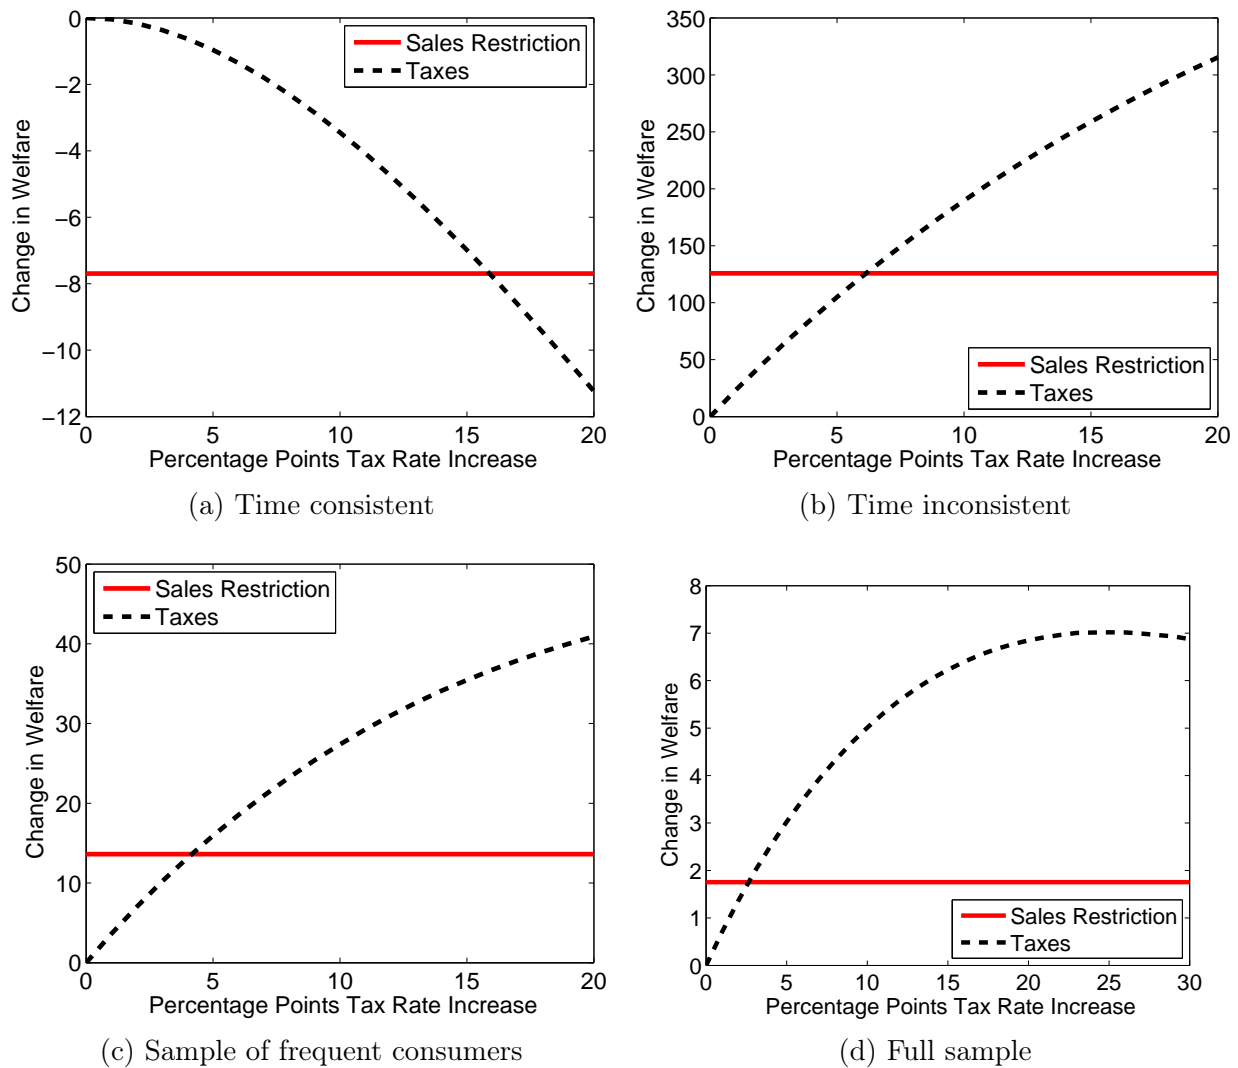 0
−2
−4
−6
−8
−10
−12
Change in Welfare
Sales Restriction
Taxes
0 5 10 15 20
Percentage Points Tax Rate Increase
(a) Time consistent
350
300
250
200
150
100
50
0
Change in Welfare
Sales Restriction
Taxes
0 5 10 15 20
Percentage Points Tax Rate Increase
(b) Time inconsistent
50
40
30
20
10
0
Change in Welfare
Sales Restriction
Taxes
0 5 10 15 20
Percentage Points Tax Rate Increase
(c) Sample of frequent consumers
8
7
6
5
4
3
2
1
0
Change in Welfare
Sales Restriction
Taxes
0 5 10 15 20 25 30
Percentage Points Tax Rate Increase
(d) Full sample